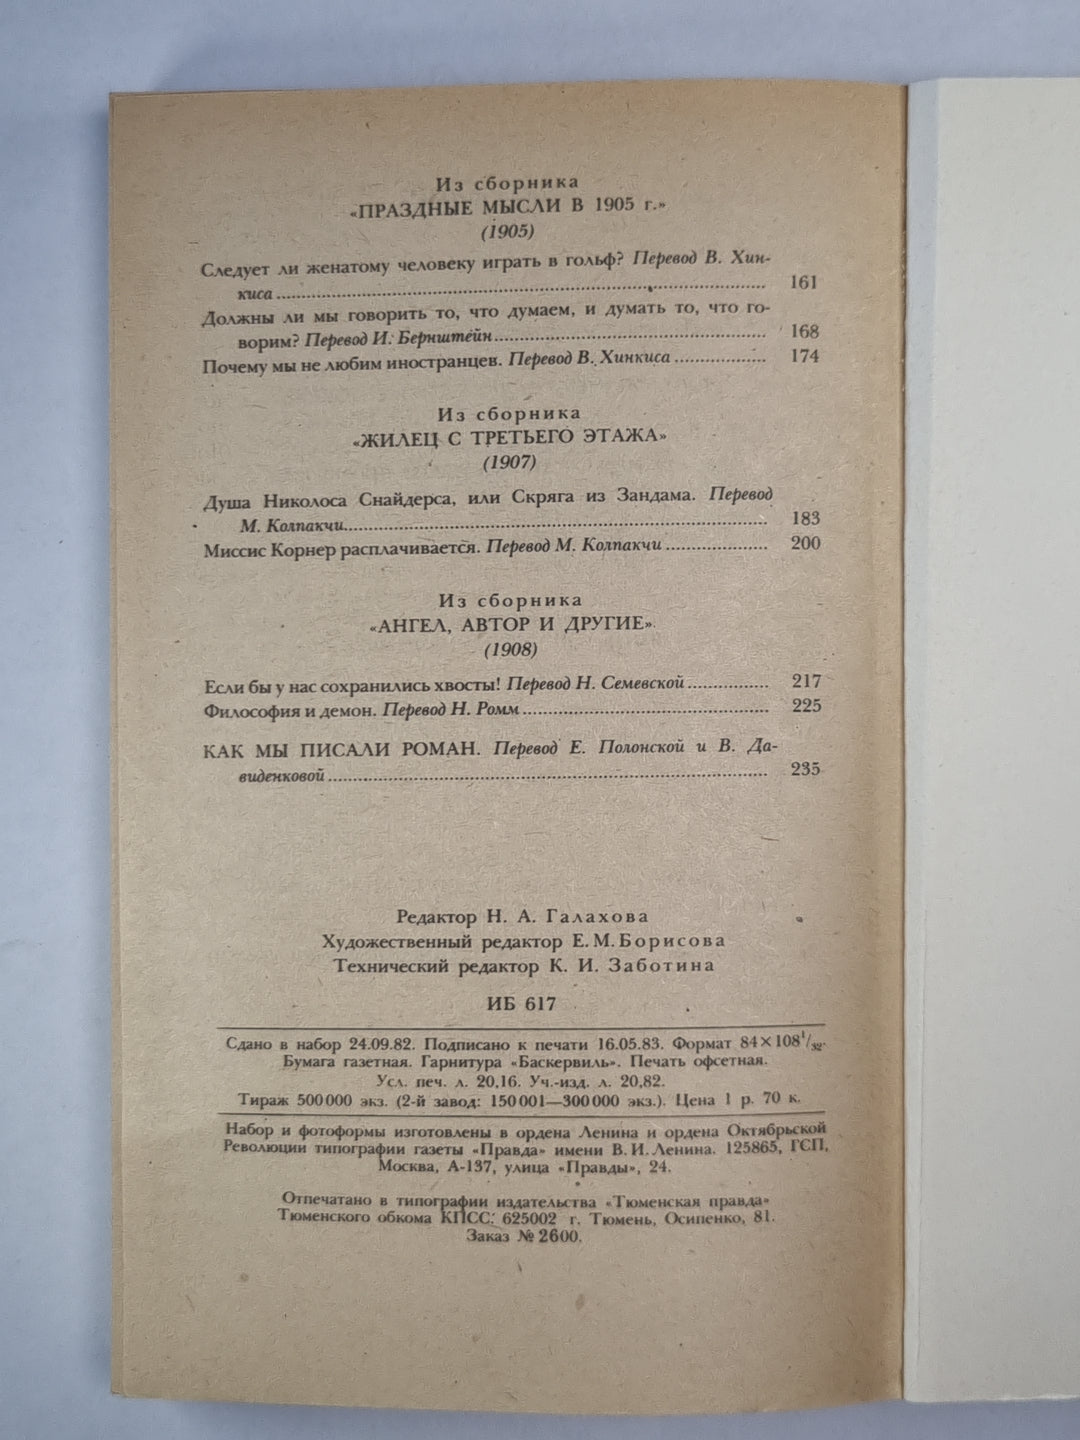 Из сборника
«ПРАЗДНЫЕ МЫСЛИ В 1905 г.»
(1905)
Следует ли женатому человеку играть в гольф? Перевод В. Хин-
киса ........ 161
Должны ли мы говорить то, что думаем, и думать то, что го-
ворим? Перевод И. Бернштейн ........ 168
Почему мы не любим иностранцев. Перевод В. Хинкиса ........ 174
Из сборника
«ЖИЛЕЦ С ТРЕТЬЕГО ЭТАЖА»
(1907)
Душа Николоса Снайдерса, или Скряга из Зандама. Перевод
М. Колпакчи ........ 183
Миссис Корнер расплачивается. Перевод М. Колпакчи ........ 200
Из сборника
«АНГЕЛ, АВТОР И ДРУГИЕ»
(1908)
Если бы у нас сохранились хвосты! Перевод Н. Семевской ........ 217
Философия и демон. Перевод Н. Ромм ........ 225
КАК МЫ ПИСАЛИ РОМАН. Перевод Е. Полонской и В. Да-
виденковой ........ 235
Редактор Н. А. Галахова
Художественный редактор Е. М. Борисова
Технический редактор К. И. Заботина
ИБ 617
Сдано в набор 24.09.82. Подписано к печати 16.05.83. Формат 84×108¹/₃₂.
Бумага газетная. Гарнитура «Баскервиль». Печать офсетная.
Усл. печ. л. 20,16. Уч.-изд. л. 20,82.
Тираж 500 000 экз. (2-й завод: 150 001—300 000 экз.). Цена 1 р. 70 к.
Набор и фотоформы изготовлены в ордена Ленина и ордена Октябрьской
Революции типографии газеты «Правда» имени В. И. Ленина. 125865, ГСП,
Москва, А-137, улица «Правды», 24.
Отпечатано в типографии издательства «Тюменская правда»
Тюменского обкома КПСС. 625002 г. Тюмень, Осипенко, 81.
Заказ № 2600.